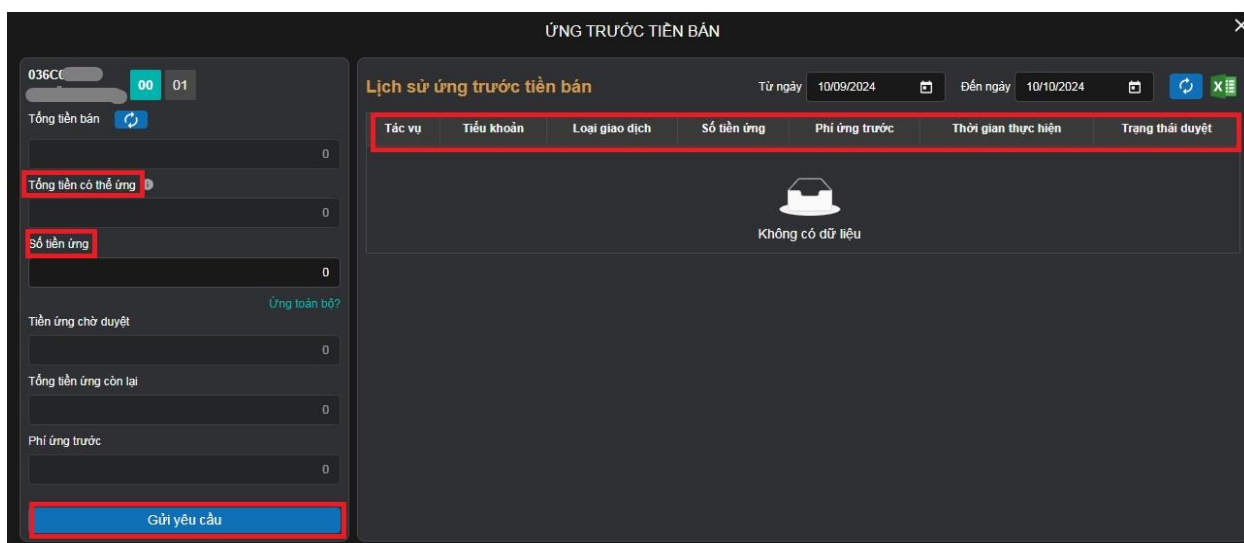 ỨNG TRƯỚC TIỀN BÁN
036C
00 01
Tổng tiền bán
0
Tổng tiền có thể ứng
0
Số tiền ứng
0
Ứng toàn bộ?
Tiền ứng chờ duyệt
0
Tổng tiền ứng còn lại
0
Phí ứng trước
0
Gửi yêu cầu
Lịch sử ứng trước tiền bán
Từ ngày 10/09/2024 Đến ngày 10/10/2024
Tác vụ Tiểu khoản Loại giao dịch Số tiền ứng Phí ứng trước Thời gian thực hiện Trạng thái duyệt
Không có dữ liệu